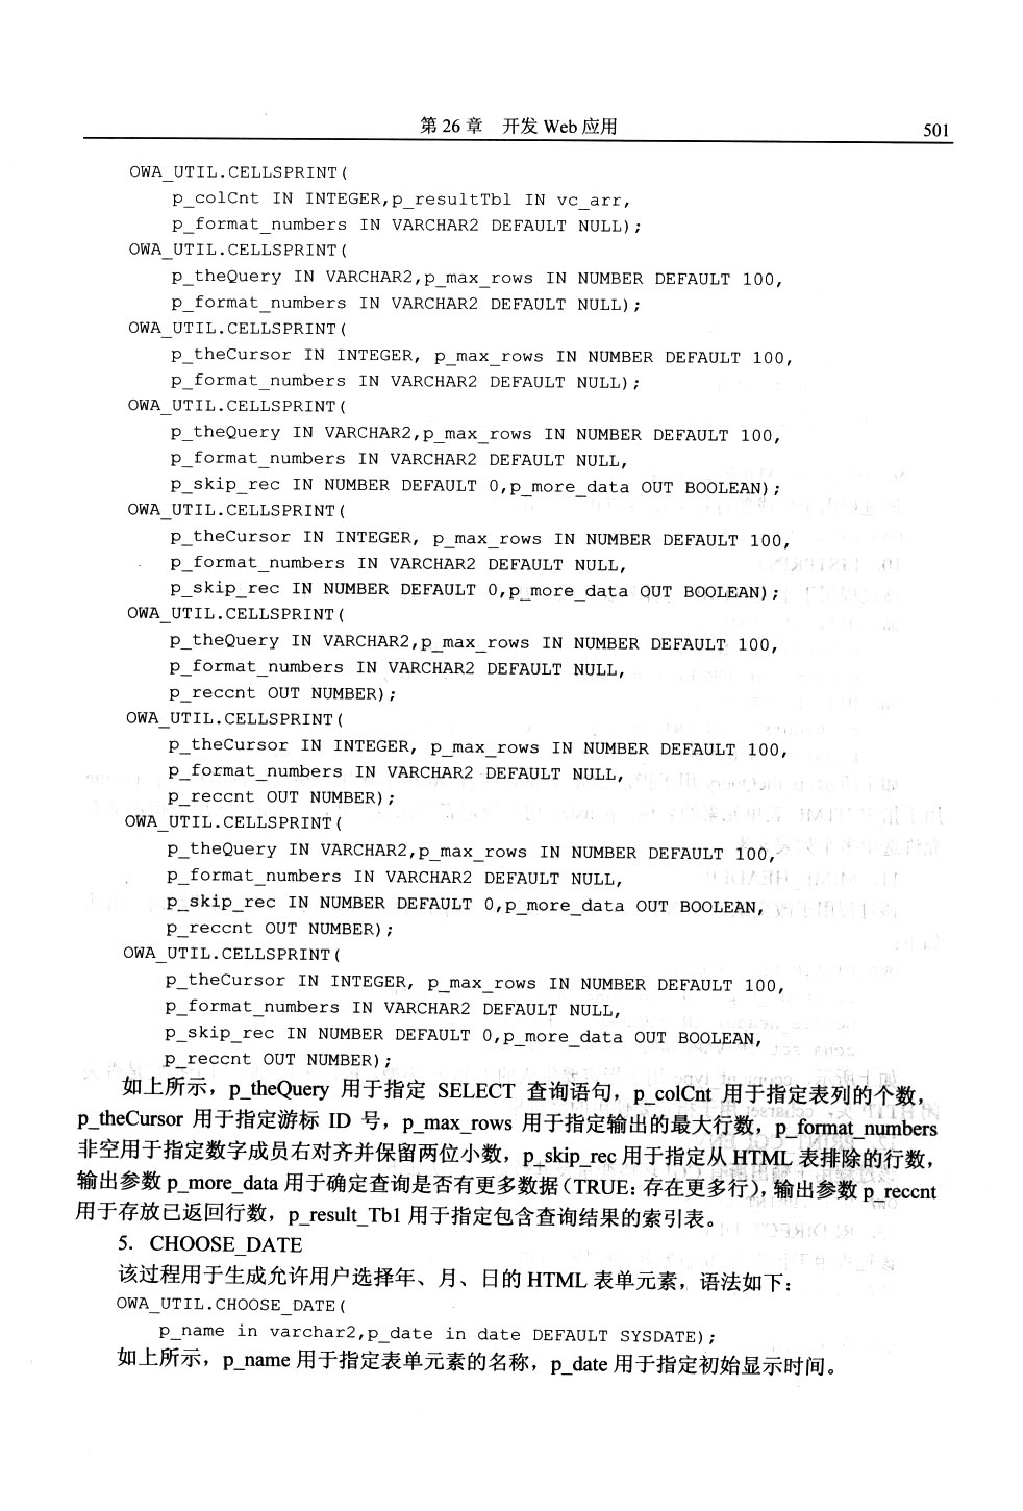 第 26 章 开发 Web 应用 501
OWA_UTIL.CELLSPRINT(
p_colCnt IN INTEGER,p_resultTbl IN vc_arr,
p_format_numbers IN VARCHAR2 DEFAULT NULL);
OWA_UTIL.CELLSPRINT(
p_theQuery IN VARCHAR2,p_max_rows IN NUMBER DEFAULT 100,
p_format_numbers IN VARCHAR2 DEFAULT NULL);
OWA_UTIL.CELLSPRINT(
p_theCursor IN INTEGER, p_max_rows IN NUMBER DEFAULT 100,
p_format_numbers IN VARCHAR2 DEFAULT NULL);
OWA_UTIL.CELLSPRINT(
p_theQuery IN VARCHAR2,p_max_rows IN NUMBER DEFAULT 100,
p_format_numbers IN VARCHAR2 DEFAULT NULL,
p_skip_rec IN NUMBER DEFAULT 0,p_more_data OUT BOOLEAN);
OWA_UTIL.CELLSPRINT(
p_theCursor IN INTEGER, p_max_rows IN NUMBER DEFAULT 100,
p_format_numbers IN VARCHAR2 DEFAULT NULL,
p_skip_rec IN NUMBER DEFAULT 0,p_more_data OUT BOOLEAN);
OWA_UTIL.CELLSPRINT(
p_theQuery IN VARCHAR2,p_max_rows IN NUMBER DEFAULT 100,
p_format_numbers IN VARCHAR2 DEFAULT NULL,
p_reccnt OUT NUMBER);
OWA_UTIL.CELLSPRINT(
p_theCursor IN INTEGER, p_max_rows IN NUMBER DEFAULT 100,
p_format_numbers IN VARCHAR2 DEFAULT NULL,
p_reccnt OUT NUMBER);
OWA_UTIL.CELLSPRINT(
p_theQuery IN VARCHAR2,p_max_rows IN NUMBER DEFAULT 100,
p_format_numbers IN VARCHAR2 DEFAULT NULL,
p_skip_rec IN NUMBER DEFAULT 0,p_more_data OUT BOOLEAN,
p_reccnt OUT NUMBER);
OWA_UTIL.CELLSPRINT(
p_theCursor IN INTEGER, p_max_rows IN NUMBER DEFAULT 100,
p_format_numbers IN VARCHAR2 DEFAULT NULL,
p_skip_rec IN NUMBER DEFAULT 0,p_more_data OUT BOOLEAN,
p_reccnt OUT NUMBER);
如上所示，p_theQuery 用于指定 SELECT 查询语句，p_colCnt 用于指定表列的个数，
p_theCursor 用于指定游标 ID 号，p_max_rows 用于指定输出的最大行数，p_format_numbers
非空用于指定数字成员右对齐并保留两位小数，p_skip_rec 用于指定从 HTML 表排除的行数，
输出参数 p_more_data 用于确定查询是否有更多数据（TRUE：存在更多行），输出参数 p_reccnt
用于存放已返回行数，p_result_Tb1 用于指定包含查询结果的索引表。
5．CHOOSE_DATE
该过程用于生成允许用户选择年、月、日的 HTML 表单元素，语法如下：
OWA_UTIL.CHOOSE_DATE(
p_name in varchar2,p_date in date DEFAULT SYSDATE);
如上所示，p_name 用于指定表单元素的名称，p_date 用于指定初始显示时间。